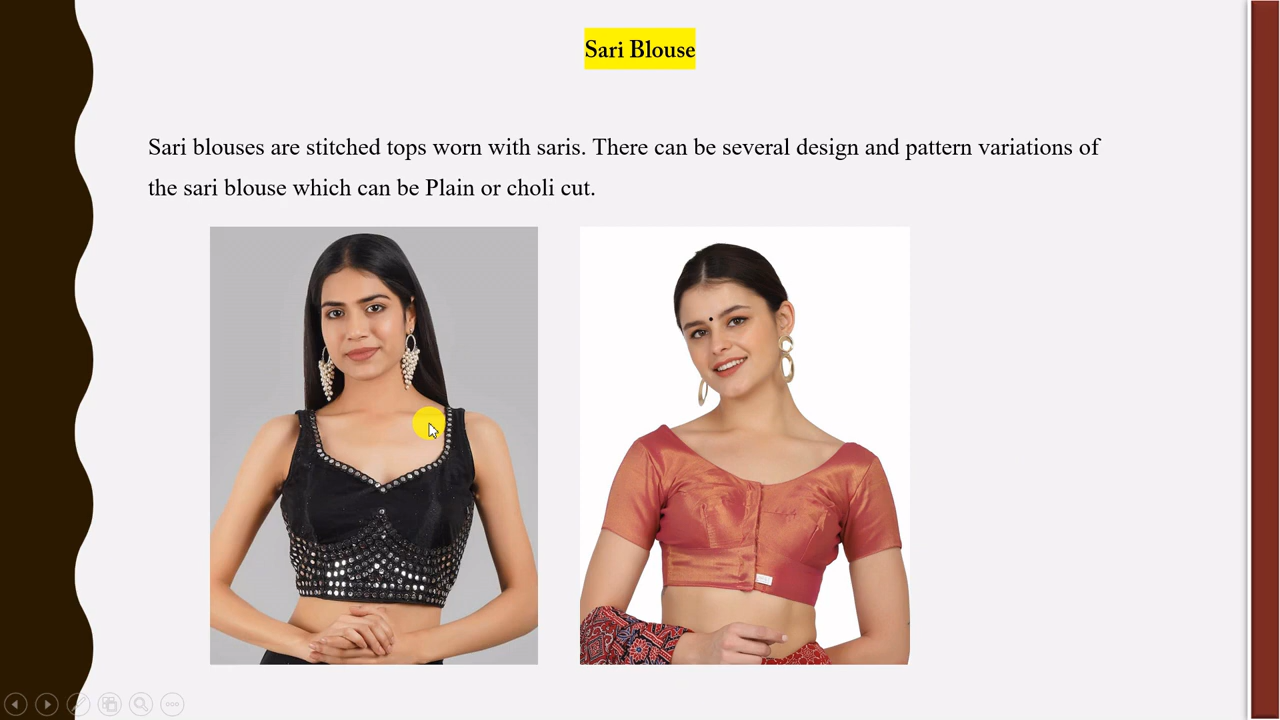 Sari Blouse
Sari blouses are stitched tops worn with saris. There can be several design and pattern variations of
the sari blouse which can be Plain or choli cut.